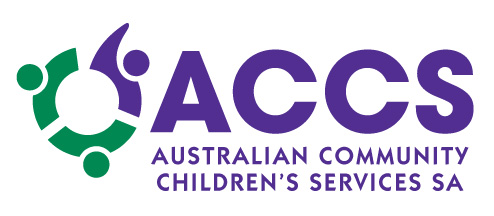 ACCS
AUSTRALIAN COMMUNITY
CHILDREN'S SERVICES SA